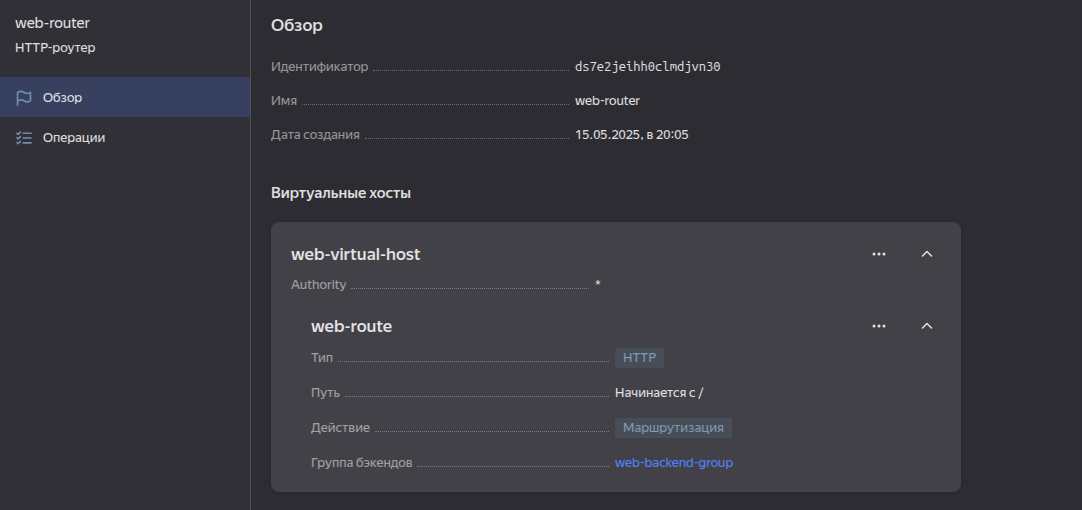 web-router
HTTP-роутер
Обзор
Операции
Обзор
Идентификатор ds7e2jeihh0clmdjvn30
Имя web-router
Дата создания 15.05.2025, в 20:05
Виртуальные хосты
web-virtual-host
Authority *
web-route
Тип HTTP
Путь Начинается с /
Действие Маршрутизация
Группа бэкендов web-backend-group